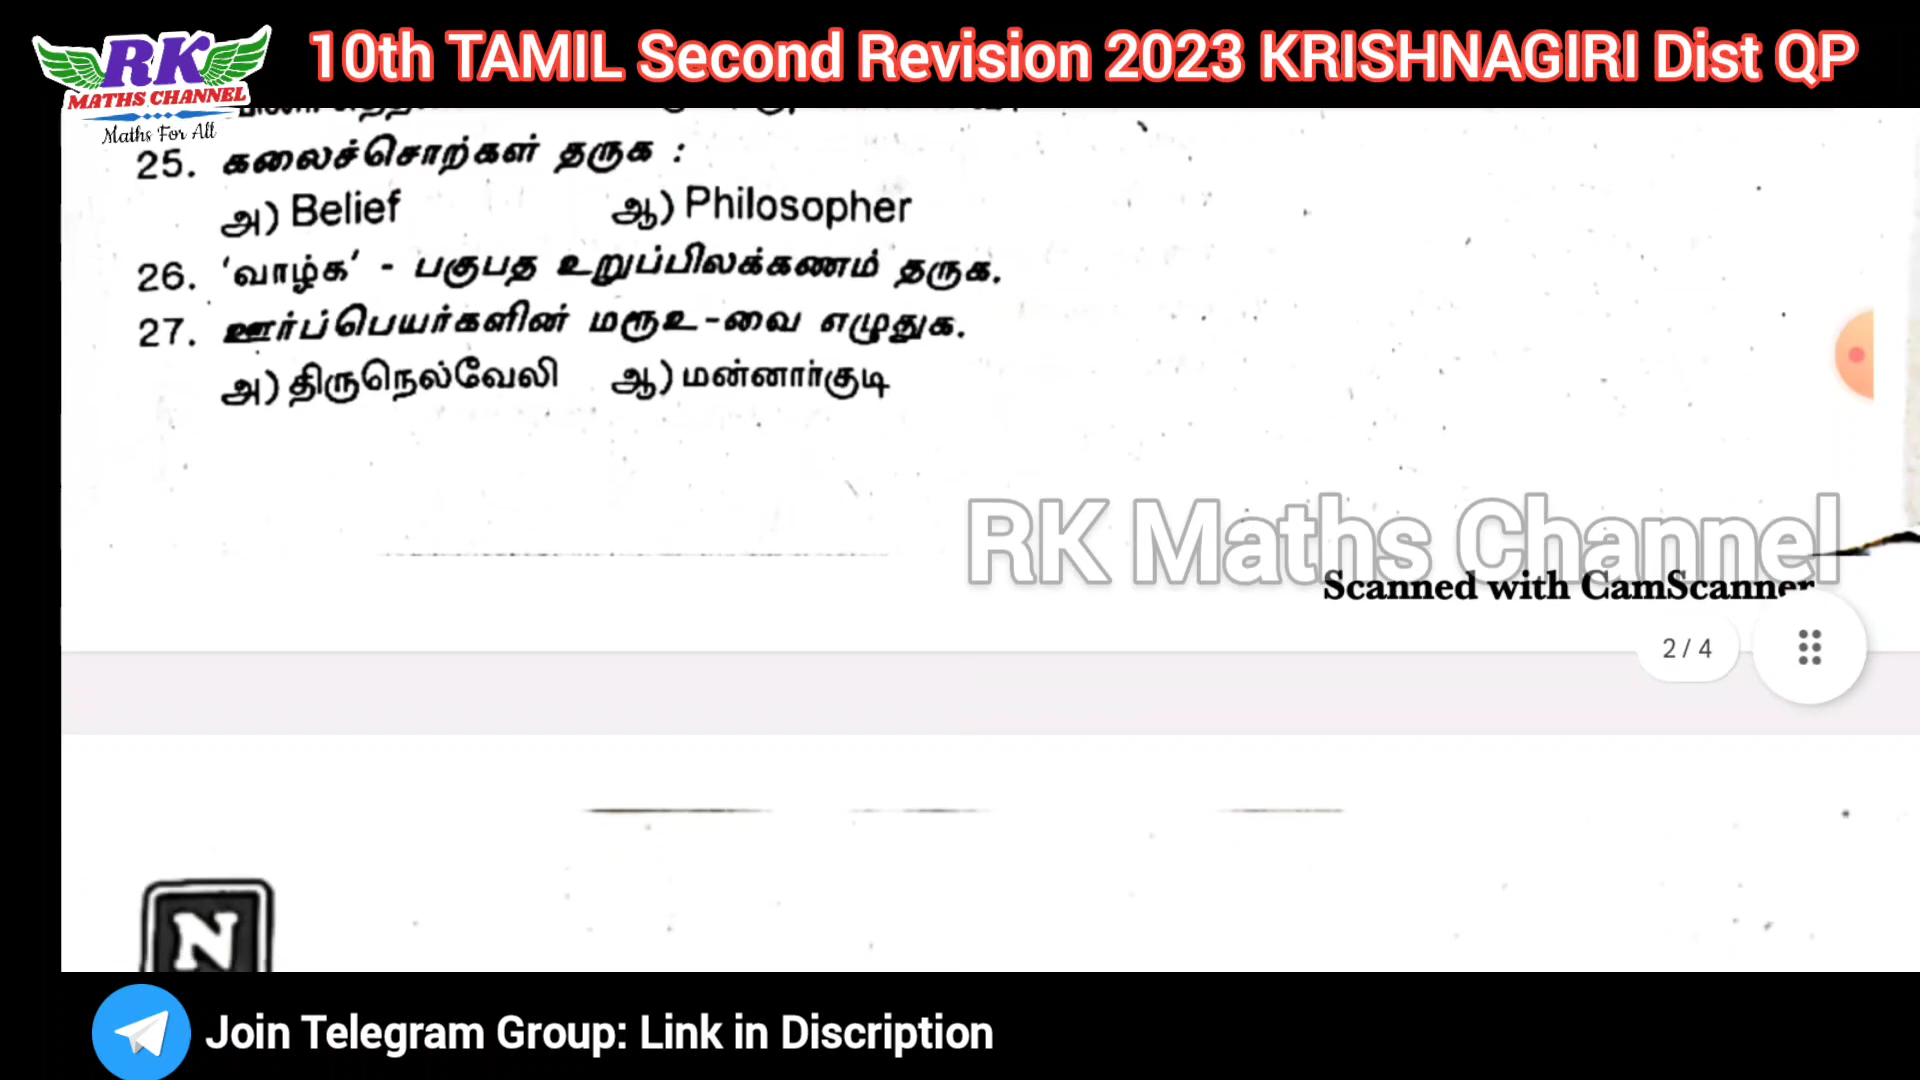 RK
MATHS CHANNEL
Maths For All
10th TAMIL Second Revision 2023 KRISHNAGIRI Dist QP
25. கலைச்சொற்கள் தருக :
அ) Belief ஆ) Philosopher
26. 'வாழ்க' - பகுபத உறுப்பிலக்கணம் தருக.
27. ஊர்ப்பெயர்களின் மரூஉ-வை எழுதுக.
அ) திருநெல்வேலி ஆ) மன்னார்குடி
RK Maths Channel
Scanned with CamScanner
2 / 4
N
Join Telegram Group: Link in Discription